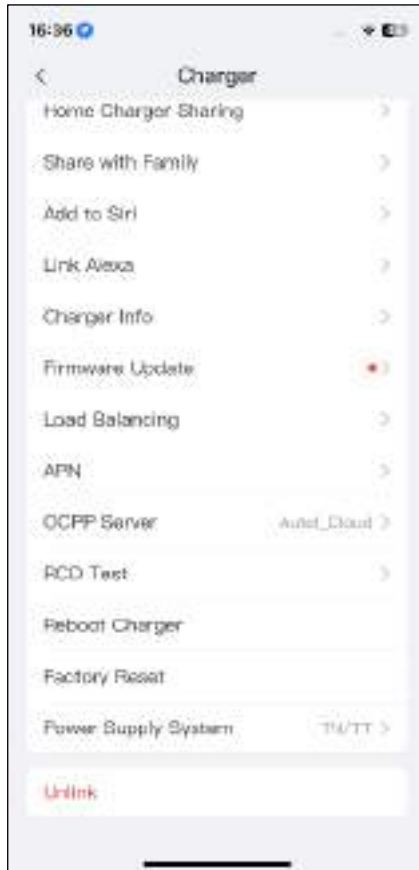 16:36
Charger
Home Charger Sharing
Share with Family
Add to Siri
Link Alexa
Charger Info
Firmware Update
Load Balancing
APN
OCPP Server Autel_Cloud
RCD Test
Reboot Charger
Factory Reset
Power Supply System TN/TT
Unlink